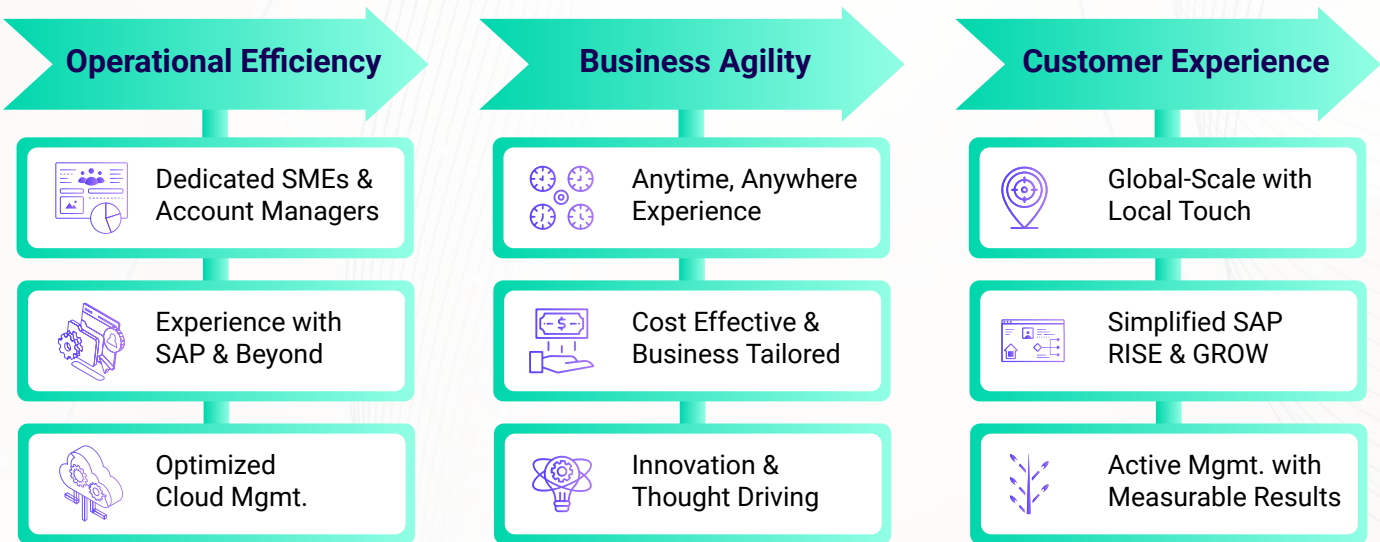 Operational Efficiency
Dedicated SMEs &
Account Managers
Experience with
SAP & Beyond
Optimized
Cloud Mgmt.
Business Agility
Anytime, Anywhere
Experience
Cost Effective &
Business Tailored
Innovation &
Thought Driving
Customer Experience
Global-Scale with
Local Touch
Simplified SAP
RISE & GROW
Active Mgmt. with
Measurable Results